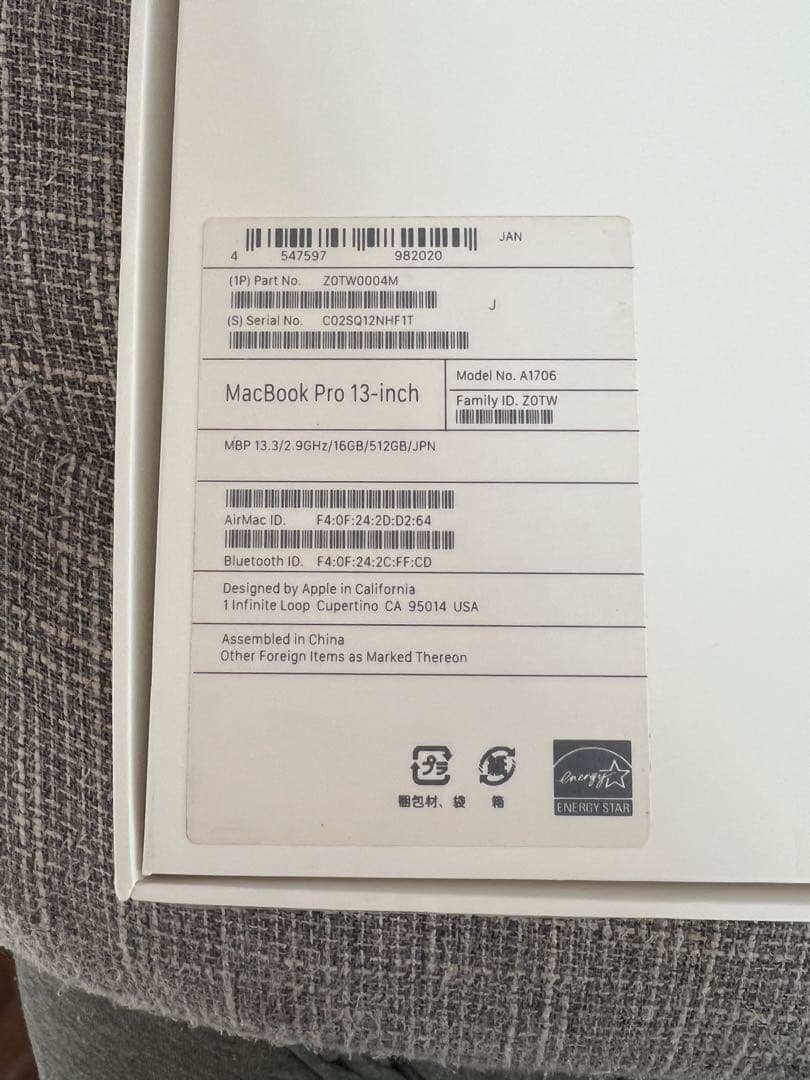 JAN
4 547597 982020
(1P) Part No. Z0TW0004M
J
(S) Serial No. C02SQ12NHF1T
MacBook Pro 13-inch
Model No. A1706
Family ID. Z0TW
MBP 13.3/2.9GHz/16GB/512GB/JPN
AirMac ID. F4:0F:24:2D:D2:64
Bluetooth ID. F4:0F:24:2C:FF:CD
Designed by Apple in California
1 Infinite Loop Cupertino CA 95014 USA
Assembled in China
Other Foreign Items as Marked Thereon
プラ 紙
梱包材、袋 箱
energy
ENERGY STAR